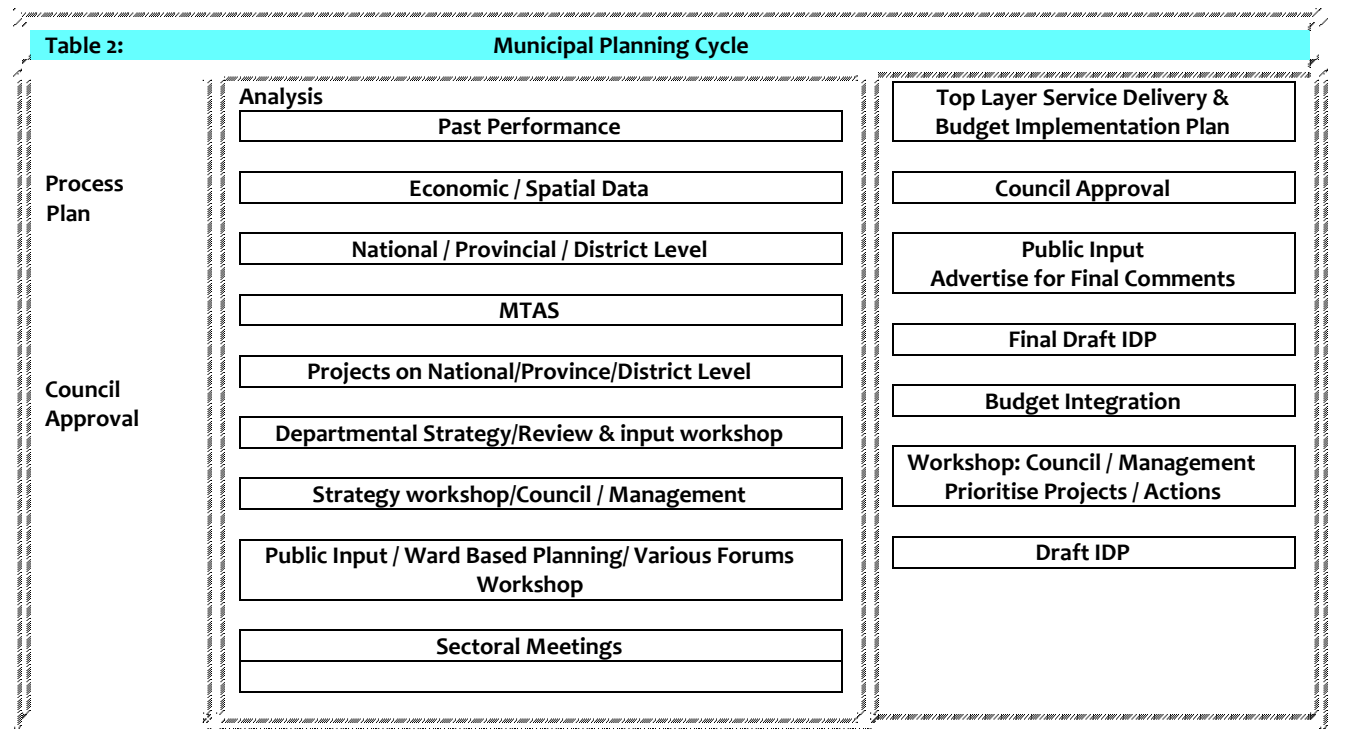 Table 2: Municipal Planning Cycle
Process
Plan
Council
Approval
Analysis
Past Performance
Economic / Spatial Data
National / Provincial / District Level
MTAS
Projects on National/Province/District Level
Departmental Strategy/Review & input workshop
Strategy workshop/Council / Management
Public Input / Ward Based Planning/ Various Forums
Workshop
Sectoral Meetings
Top Layer Service Delivery &
Budget Implementation Plan
Council Approval
Public Input
Advertise for Final Comments
Final Draft IDP
Budget Integration
Workshop: Council / Management
Prioritise Projects / Actions
Draft IDP